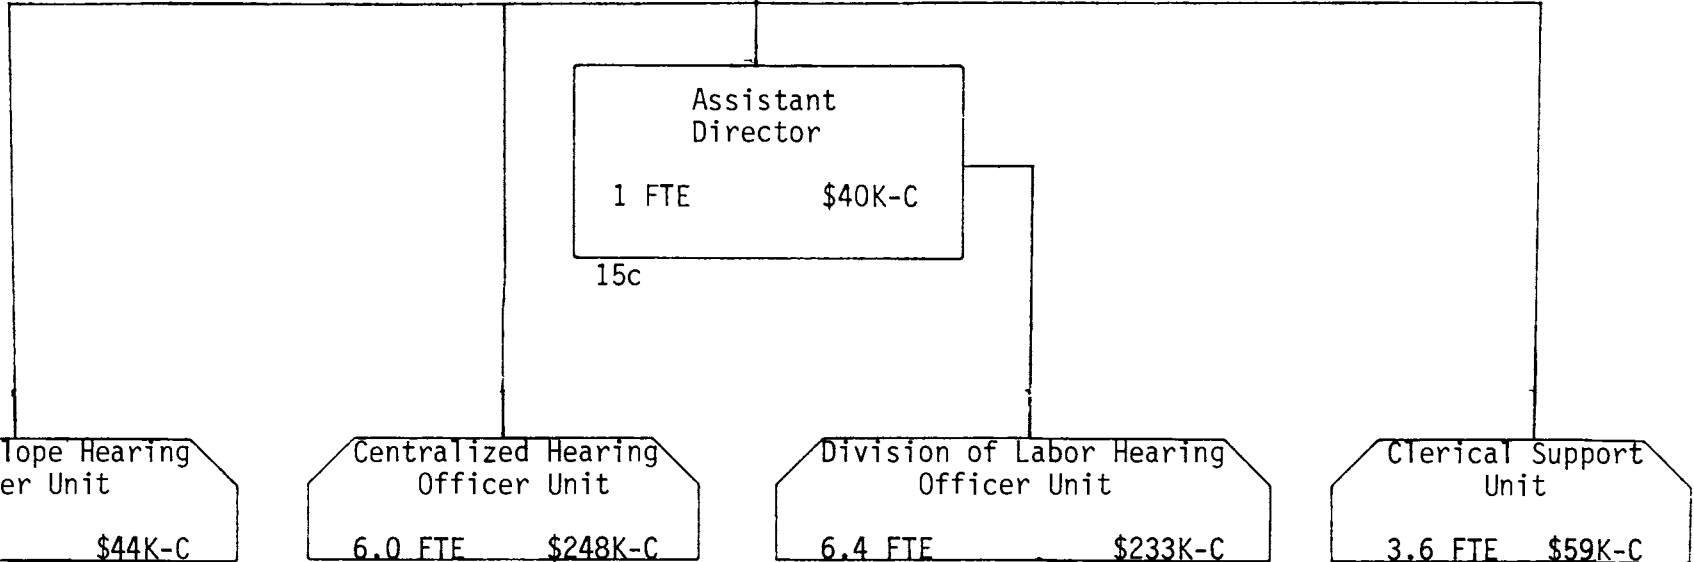 Assistant
Director
1 FTE $40K-C
15c
Hearing
er Unit
$44K-C
Centralized Hearing
Officer Unit
6.0 FTE $248K-C
Division of Labor Hearing
Officer Unit
6.4 FTE $233K-C
Clerical Support
Unit
3.6 FTE $59K-C